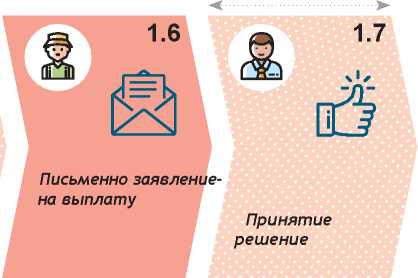 1.6
Письменно заявление-
на выплату
1.7
Принятие
решение